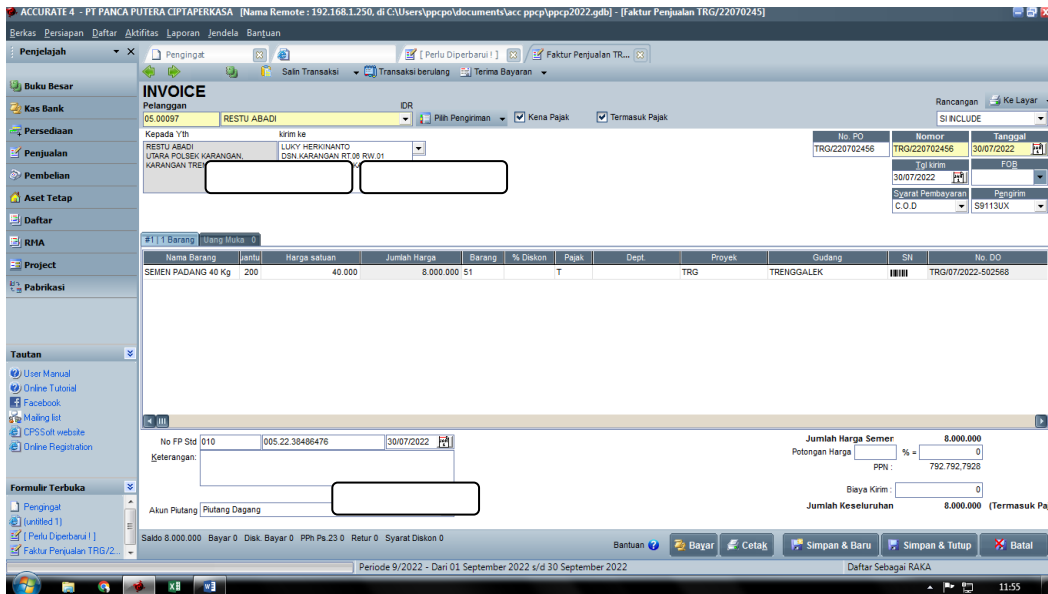 ACCURATE 4 - PT PANCA PUTERA CIPTAPERKASA [Nama Remote : 192.168.1.250, di C:\Users\ppcpo\documents\acc ppcp\ppcp2022.gdb] - [Faktur Penjualan TRG/22070245]
Berkas Persiapan Daftar Aktifitas Laporan Jendela Bantuan
Penjelajah
Pengingat [ Perlu Diperbarui ! ] Faktur Penjualan TR...
Salin Transaksi Transaksi berulang Terima Bayaran
Buku Besar
Kas Bank
Persediaan
Penjualan
Pembelian
Aset Tetap
Daftar
RMA
Project
Pabrikasi
INVOICE
Rancangan Ke Layar
SI INCLUDE
Pelanggan IDR
05.00097 RESTU ABADI Pilih Pengiriman Kena Pajak Termasuk Pajak
Kepada Yth kirim ke
RESTU ABADI
UTARA POLSEK KARANGAN,
LUKY HERKINANTO
DSN.KARANGAN RT.06 RW.01
No. PO Nomor Tanggal
TRG/220702456 TRG/220702456 30/07/2022
Tgl kirim FOB
30/07/2022
Syarat Pembayaran Pengirim
C.O.D S9113UX
#1 | 1 Barang Uang Muka 0
Nama Barang uantu Harga satuan Jumlah Harga Barang % Diskon Pajak Dept. Proyek Gudang SN No. DO
SEMEN PADANG 40 Kg 200 40.000 8.000.000 51 T TRG TRENGGALEK TRG/07/2022-502568
Tautan
User Manual
Online Tutorial
Facebook
Mailing list
CPSSoft website
Online Registration
No FP Std 010 005.22.38486476 30/07/2022
Keterangan:
Akun Piutang Piutang Dagang
Jumlah Harga Semer 8.000.000
Potongan Harga % = 0
PPN : 792.792,7928
Biaya Kirim : 0
Jumlah Keseluruhan 8.000.000 (Termasuk Pa
Formulir Terbuka
Pengingat
(untitled 1)
[ Perlu Diperbarui ! ]
Faktur Penjualan TRG/2...
Saldo 8.000.000 Bayar 0 Disk. Bayar 0 PPh Ps.23 0 Retur 0 Syarat Diskon 0
Bantuan Bayar Cetak Simpan & Baru Simpan & Tutup Batal
Periode 9/2022 - Dari 01 September 2022 s/d 30 September 2022 Daftar Sebagai RAKA
11:55